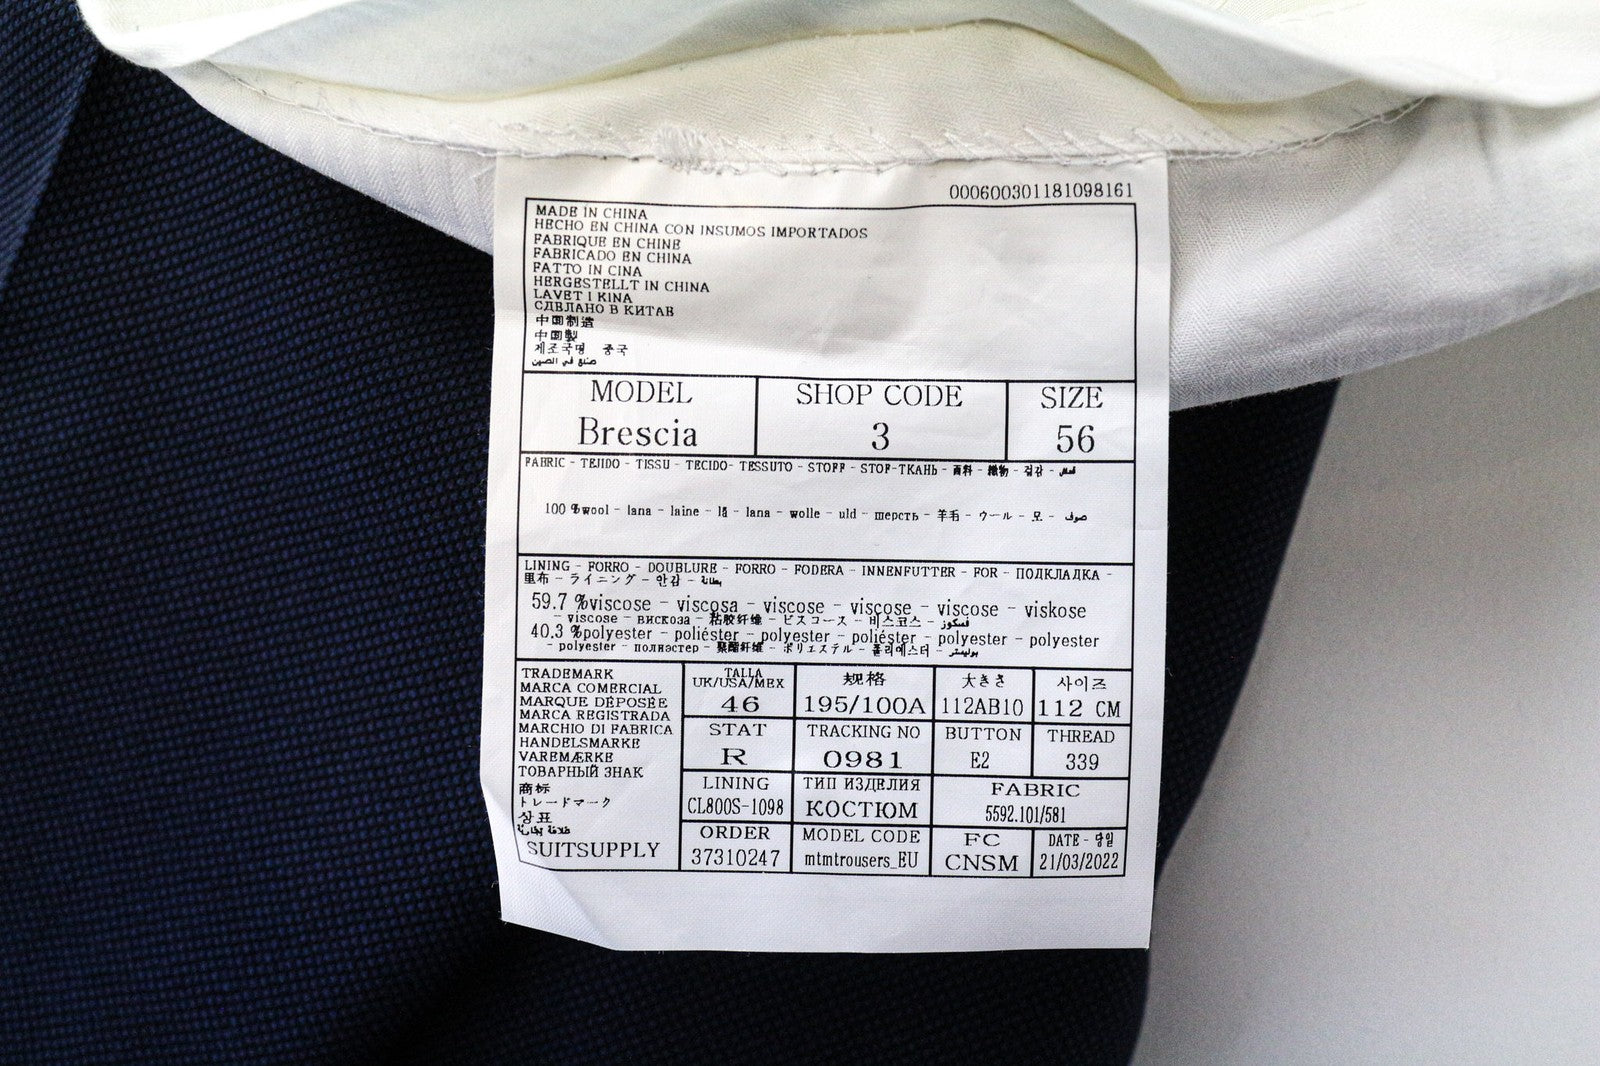 000600301181098161
MADE IN CHINA
HECHO EN CHINA CON INSUMOS IMPORTADOS
FABRIQUE EN CHINE
FABRICADO EN CHINA
FATTO IN CINA
HERGESTELLT IN CHINA
LAVET I KINA
СДЕЛАНО В КИТАЕ
中国制造
中国製
제조국명 중국
صنع في الصين
MODEL SHOP CODE SIZE
Brescia 3 56
FABRIC - TEJIDO - TISSU - TECIDO- TESSUTO - STOFF - STOF-ТКАНЬ - 面料 - 織物 - 겉감 -
100 %wool - lana - laine - lã - lana - wolle - uld - шерсть - 羊毛 - ウール - 모 - صوف
LINING - FORRO - DOUBLURE - FORRO - FODERA - INNENFUTTER - FOR - ПОДКЛАДКА -
里布 - ライニング - 안감 - بطانة
59.7 %viscose - viscosa - viscose - viscose - viscose - viskose
- viscose - вискоза - 粘胶纤维 - ビスコース - 비스코스 - فسكوز
40.3 %polyester - poliéster - polyester - poliéster - polyester - polyester
- polyester - полиэстер - 聚酯纤维 - ポリエステル - 폴리에스터 - بوليستر
TRADEMARK
MARCA COMERCIAL
MARQUE DÉPOSÉE
MARCA REGISTRADA
MARCHIO DI FABRICA
HANDELSMARKE
VAREMÆRKE
ТОВАРНЫЙ ЗНАК
商标
トレードマーク
상표
SUITSUPPLY
TALLA
UK/USA/MEX 规格 大きさ 사이즈
46 195/100A 112AB10 112 CM
STAT TRACKING NO BUTTON THREAD
R 0981 E2 339
LINING ТИП ИЗДЕЛИЯ FABRIC
CL800S-1098 КОСТЮМ 5592.101/581
ORDER MODEL CODE FC DATE -
37310247 mtmtrousers_EU CNSM 21/03/2022